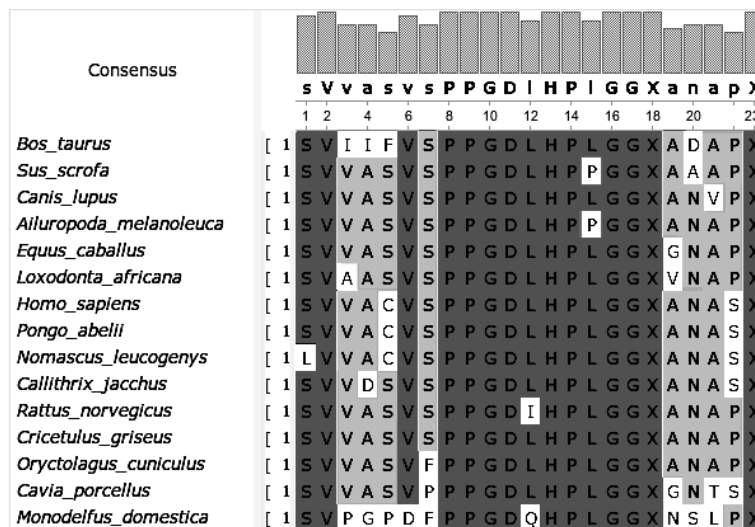 Consensus
s V v a s v s P P G D l H P l G G X a n a p X
1 2 4 6 8 10 12 14 16 18 20 22 23
Bos_taurus [ 1 S V I I F V S P P G D L H P L G G X A D A P X
Sus_scrofa [ 1 S V V A S V S P P G D L H P P G G X A A A P X
Canis_lupus [ 1 S V V A S V S P P G D L H P L G G X A N V P X
Ailuropoda_melanoleuca [ 1 S V V A S V S P P G D L H P P G G X A N A P X
Equus_caballus [ 1 S V V A S V S P P G D L H P L G G X G N A P X
Loxodonta_africana [ 1 S V A A S V S P P G D L H P L G G X V N A P X
Homo_sapiens [ 1 S V V A C V S P P G D L H P L G G X A N A S X
Pongo_abelii [ 1 S V V A C V S P P G D L H P L G G X A N A S X
Nomascus_leucogenys [ 1 L V V A C V S P P G D L H P L G G X A N A S X
Callithrix_jacchus [ 1 S V V D S V S P P G D L H P L G G X A N A S X
Rattus_norvegicus [ 1 S V V A S V S P P G D I H P L G G X A N A P X
Cricetulus_griseus [ 1 S V V A S V S P P G D L H P L G G X A N A P X
Oryctolagus_cuniculus [ 1 S V V A S V F P P G D L H P L G G X A N A P X
Cavia_porcellus [ 1 S V V A S V P P P G D L H P L G G X G N T S X
Monodelfus_domestica [ 1 S V P G P D F P P G D Q H P L G G X N S L P X